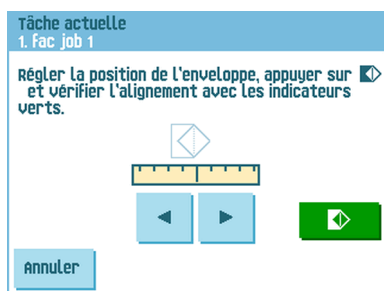 Tâche actuelle
1. Fac job 1
Régler la position de l'enveloppe, appuyer sur
et vérifier l'alignement avec les indicateurs
verts.
Annuler